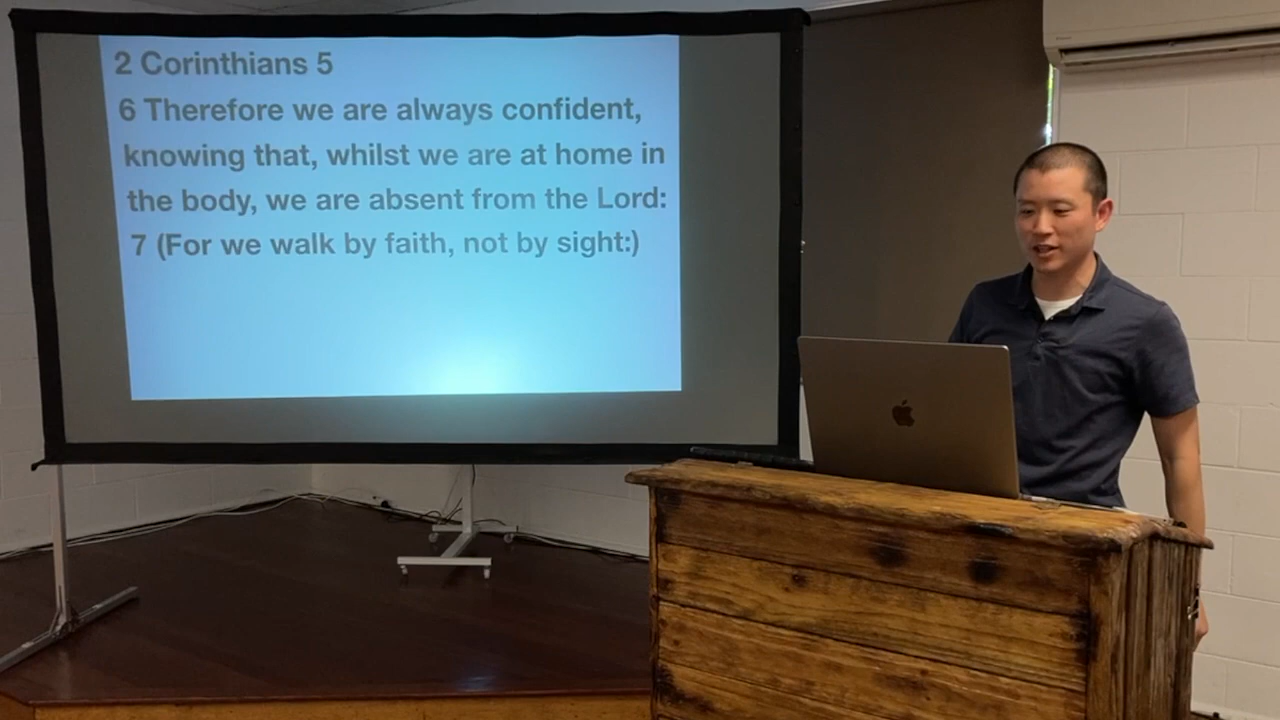 2 Corinthians 5
6 Therefore we are always confident,
knowing that, whilst we are at home in
the body, we are absent from the Lord:
7 (For we walk by faith, not by sight:)